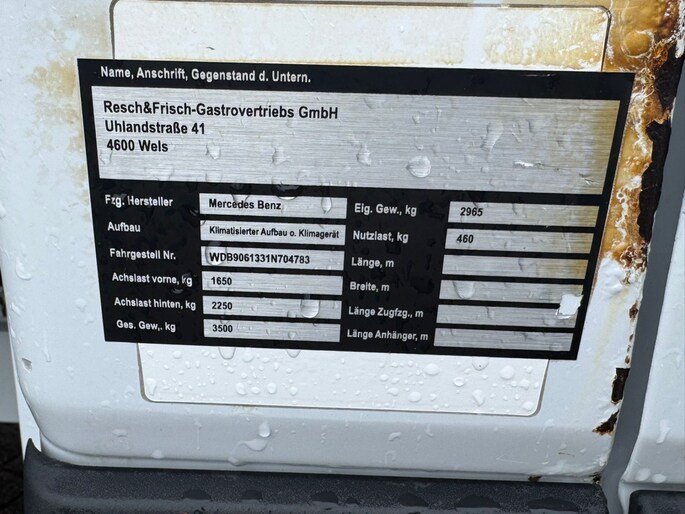 Name, Anschrift, Gegenstand d. Untern.
Resch&Frisch-Gastrovertriebs GmbH
Uhlandstraße 41
4600 Wels
Fzg. Hersteller Mercedes Benz
Aufbau Klimatisierter Aufbau o. Klimagerät
Fahrgestell Nr. WDB9061331N704783
Achslast vorne, kg 1650
Achslast hinten, kg 2250
Ges. Gew., kg 3500
Eig. Gew., kg 2965
Nutzlast, kg 460
Länge, m
Breite, m
Länge Zugfzg., m
Länge Anhänger, m